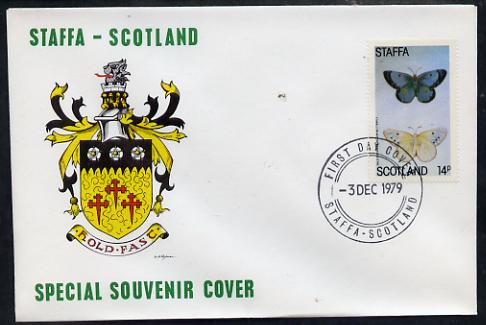 STAFFA - SCOTLAND
STAFFA
SCOTLAND 14P
FIRST DAY COVER
-3 DEC 1979
STAFFA - SCOTLAND
HOLD · FAST
SPECIAL SOUVENIR COVER